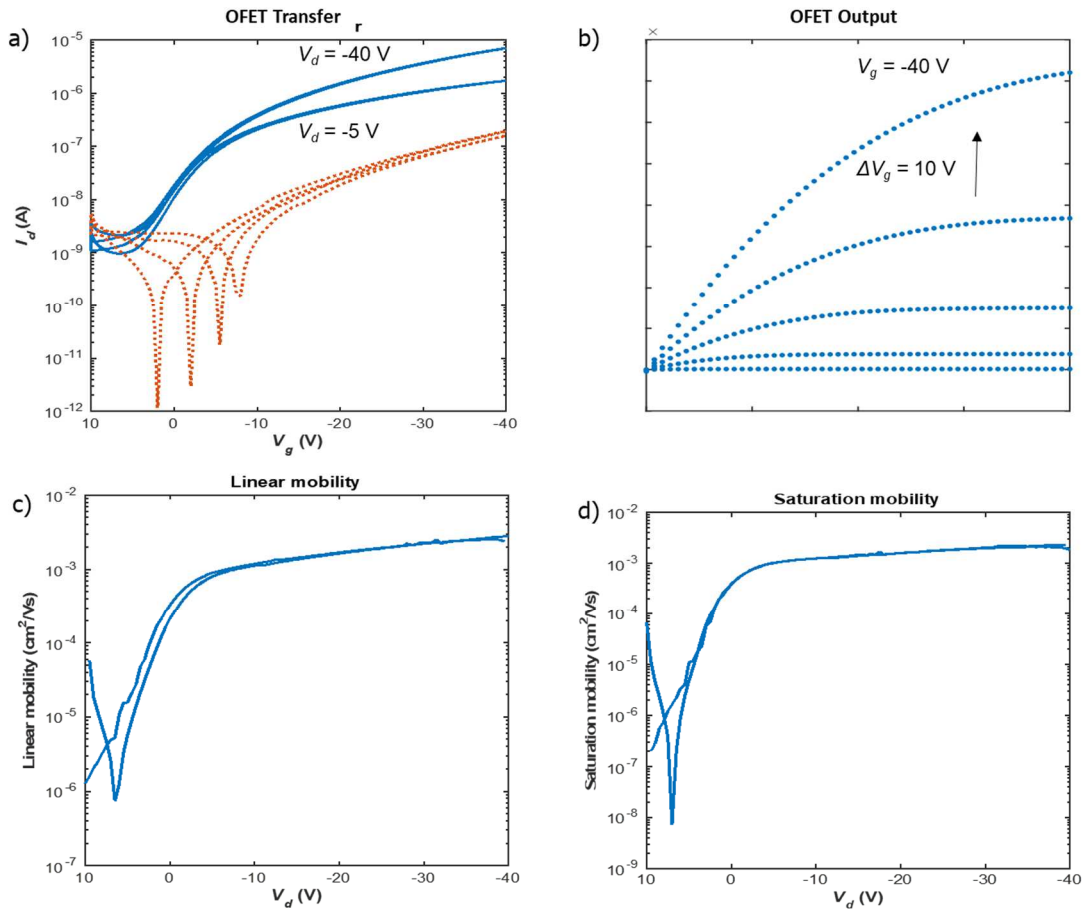 OFET Transfer
r
OFET Output
a)
b)
×
V_d = -40 V
V_d = -5 V
V_g = -40 V
ΔV_g = 10 V
10^-5
10^-6
10^-7
10^-8
10^-9
10^-10
10^-11
10^-12
I_d (A)
10 0 -10 -20 -30 -40
V_g (V)
c)
Linear mobility
d)
Saturation mobility
10^-2
10^-3
10^-4
10^-5
10^-6
10^-7
Linear mobility (cm^2/Vs)
10 0 -10 -20 -30 -40
V_d (V)
10^-2
10^-3
10^-4
10^-5
10^-6
10^-7
10^-8
10^-9
Saturation mobility (cm^2/Vs)
10 0 -10 -20 -30 -40
V_d (V)